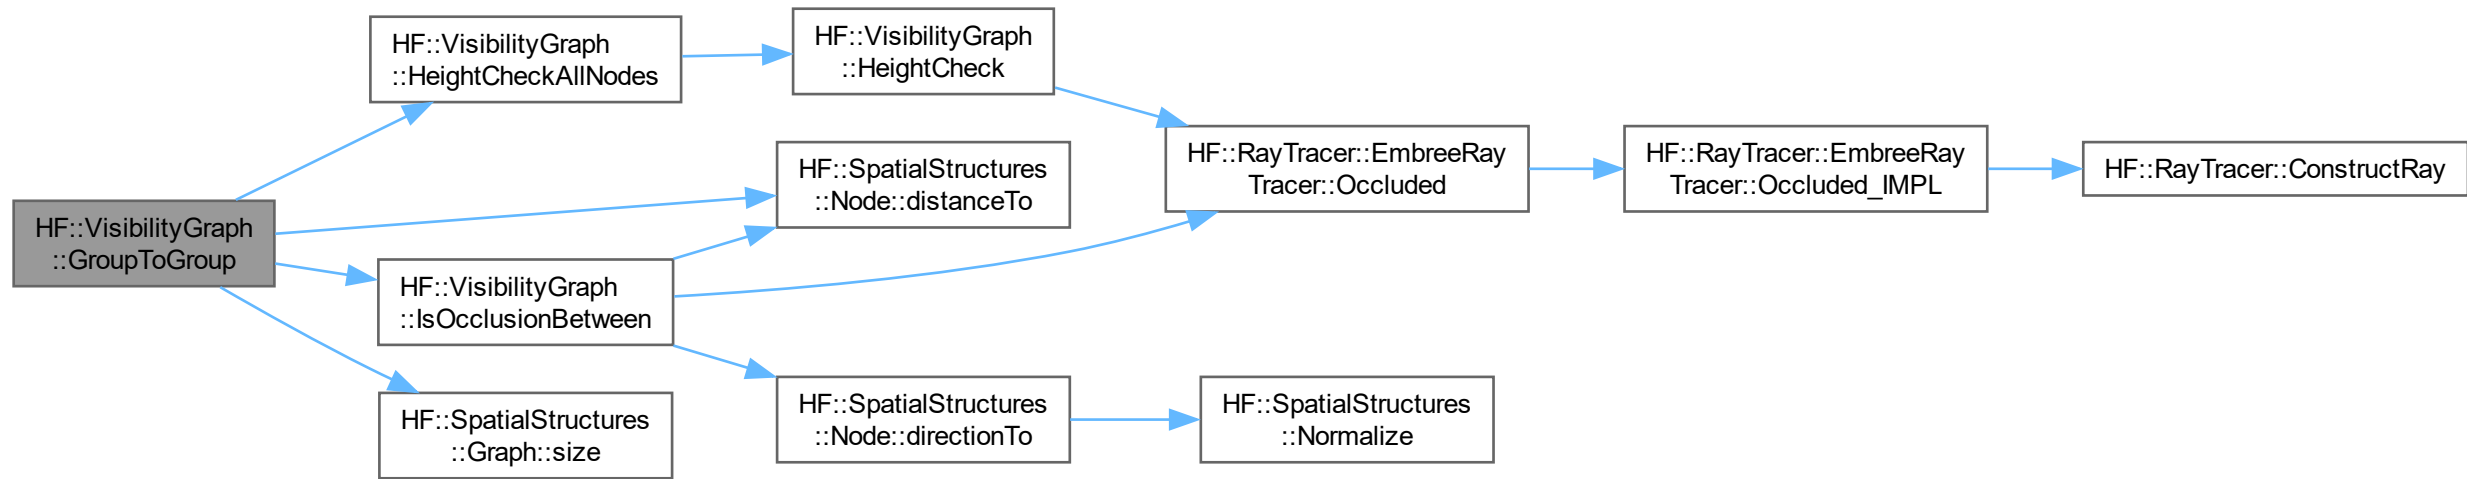 HF::VisibilityGraph
::GroupToGroup
HF::VisibilityGraph
::HeightCheckAllNodes
HF::VisibilityGraph
::HeightCheck
HF::SpatialStructures
::Node::distanceTo
HF::VisibilityGraph
::IsOcclusionBetween
HF::SpatialStructures
::Graph::size
HF::SpatialStructures
::Node::directionTo
HF::RayTracer::EmbreeRay
Tracer::Occluded
HF::RayTracer::EmbreeRay
Tracer::Occluded_IMPL
HF::RayTracer::ConstructRay
HF::SpatialStructures
::Normalize